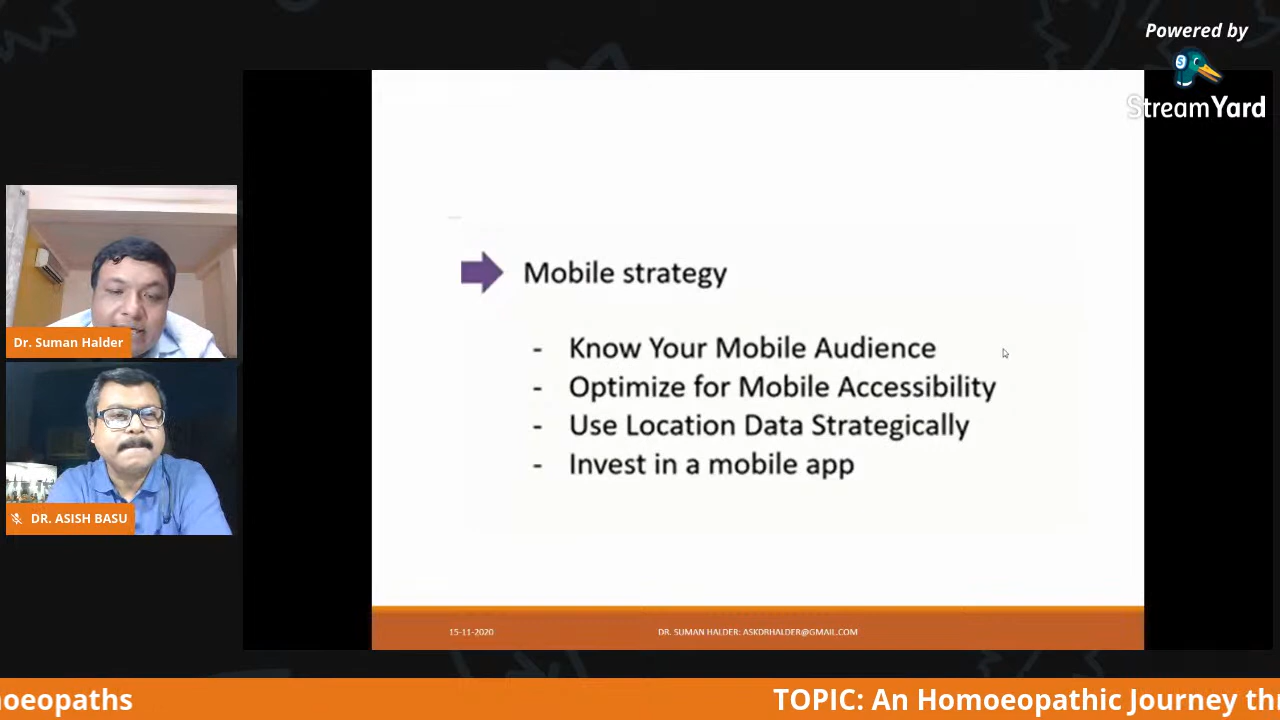 Powered by
StreamYard
Mobile strategy
- Know Your Mobile Audience
- Optimize for Mobile Accessibility
- Use Location Data Strategically
- Invest in a mobile app
Dr. Suman Halder
DR. ASISH BASU
15-11-2020
DR. SUMAN HALDER: ASKDRHALDER@GMAIL.COM
noeopaths
TOPIC: An Homoeopathic Journey thr